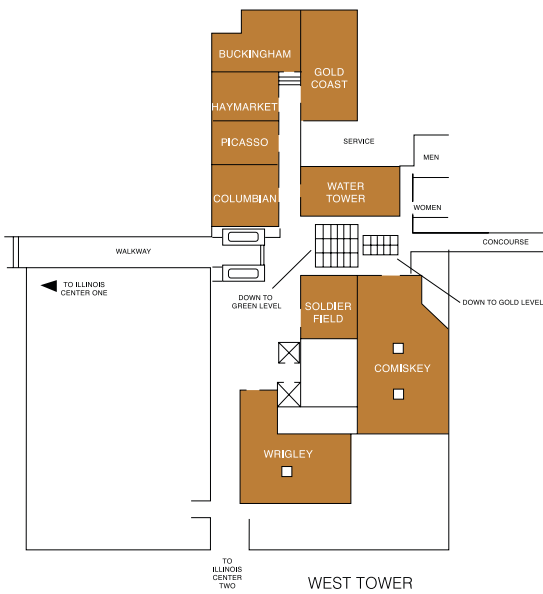 BUCKINGHAM
GOLD
COAST
HAYMARKET
PICASSO
SERVICE
MEN
COLUMBIAN
WATER
TOWER
WOMEN
WALKWAY
CONCOURSE
TO ILLINOIS
CENTER ONE
DOWN TO
GREEN LEVEL
DOWN TO GOLD LEVEL
SOLDIER
FIELD
COMISKEY
WRIGLEY
TO
ILLINOIS
CENTER
TWO
WEST TOWER